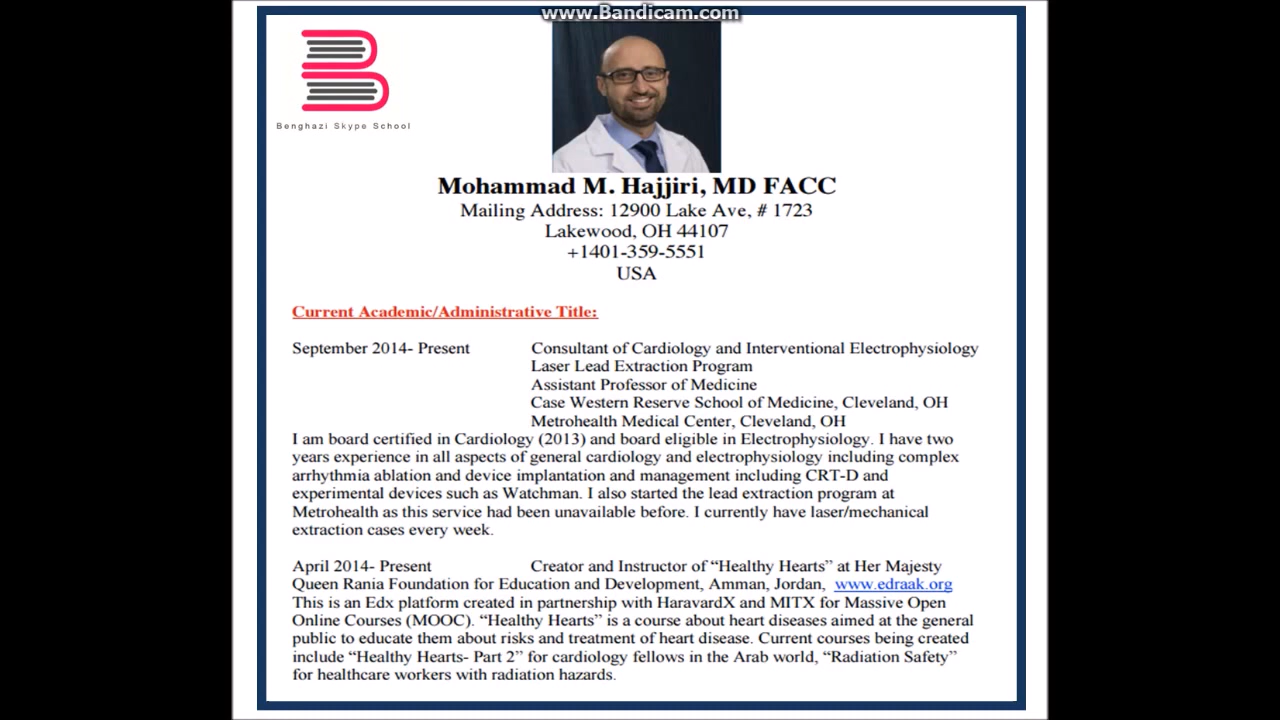 www.Bandicam.com
Benghazi Skype School
Mohammad M. Hajjiri, MD FACC
Mailing Address: 12900 Lake Ave, # 1723
Lakewood, OH 44107
+1401-359-5551
USA
Current Academic/Administrative Title:
September 2014- Present Consultant of Cardiology and Interventional Electrophysiology
Laser Lead Extraction Program
Assistant Professor of Medicine
Case Western Reserve School of Medicine, Cleveland, OH
Metrohealth Medical Center, Cleveland, OH
I am board certified in Cardiology (2013) and board eligible in Electrophysiology. I have two
years experience in all aspects of general cardiology and electrophysiology including complex
arrhythmia ablation and device implantation and management including CRT-D and
experimental devices such as Watchman. I also started the lead extraction program at
Metrohealth as this service had been unavailable before. I currently have laser/mechanical
extraction cases every week.
April 2014- Present Creator and Instructor of “Healthy Hearts” at Her Majesty
Queen Rania Foundation for Education and Development, Amman, Jordan, www.edraak.org
This is an Edx platform created in partnership with HaravardX and MITX for Massive Open
Online Courses (MOOC). “Healthy Hearts” is a course about heart diseases aimed at the general
public to educate them about risks and treatment of heart disease. Current courses being created
include “Healthy Hearts- Part 2” for cardiology fellows in the Arab world, “Radiation Safety”
for healthcare workers with radiation hazards.